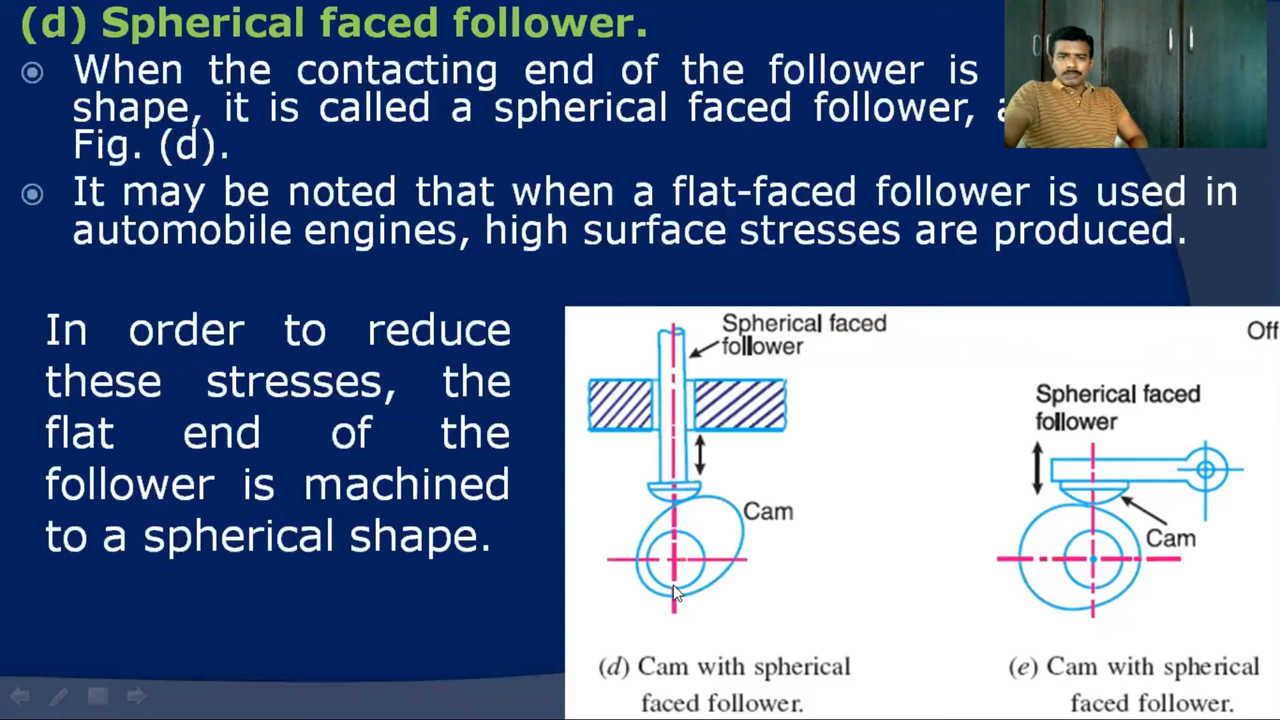 (d) Spherical faced follower.
When the contacting end of the follower is
shape, it is called a spherical faced follower,
Fig. (d).
It may be noted that when a flat-faced follower is used in
automobile engines, high surface stresses are produced.
In order to reduce
these stresses, the
flat end of the
follower is machined
to a spherical shape.
Spherical faced
follower
Cam
(d) Cam with spherical
faced follower.
Off
Spherical faced
follower
Cam
(e) Cam with spherical
faced follower.